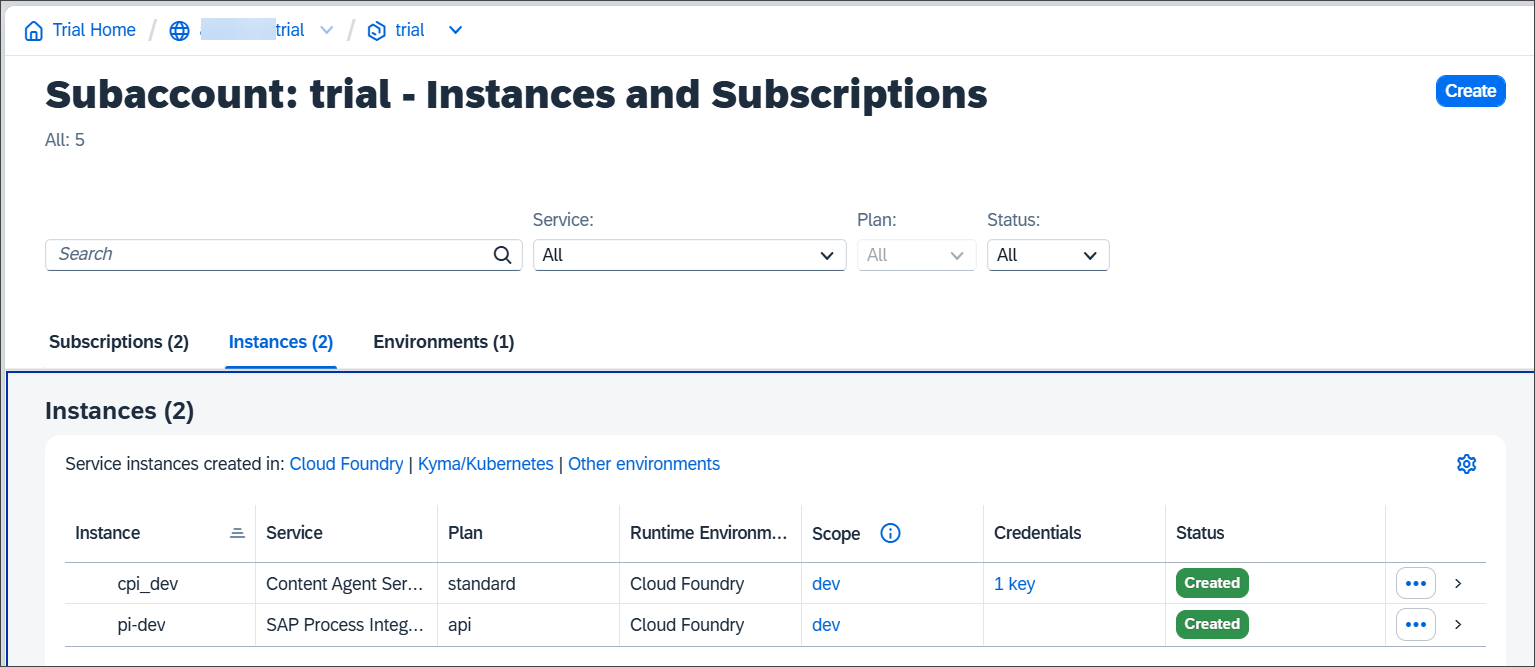 Trial Home / trial / trial
Subaccount: trial - Instances and Subscriptions
Create
All: 5
Service: Plan: Status:
Search All All All
Subscriptions (2) Instances (2) Environments (1)
Instances (2)
Service instances created in: Cloud Foundry | Kyma/Kubernetes | Other environments
Instance Service Plan Runtime Environm... Scope Credentials Status
cpi_dev Content Agent Ser... standard Cloud Foundry dev 1 key Created
pi-dev SAP Process Integ... api Cloud Foundry dev Created